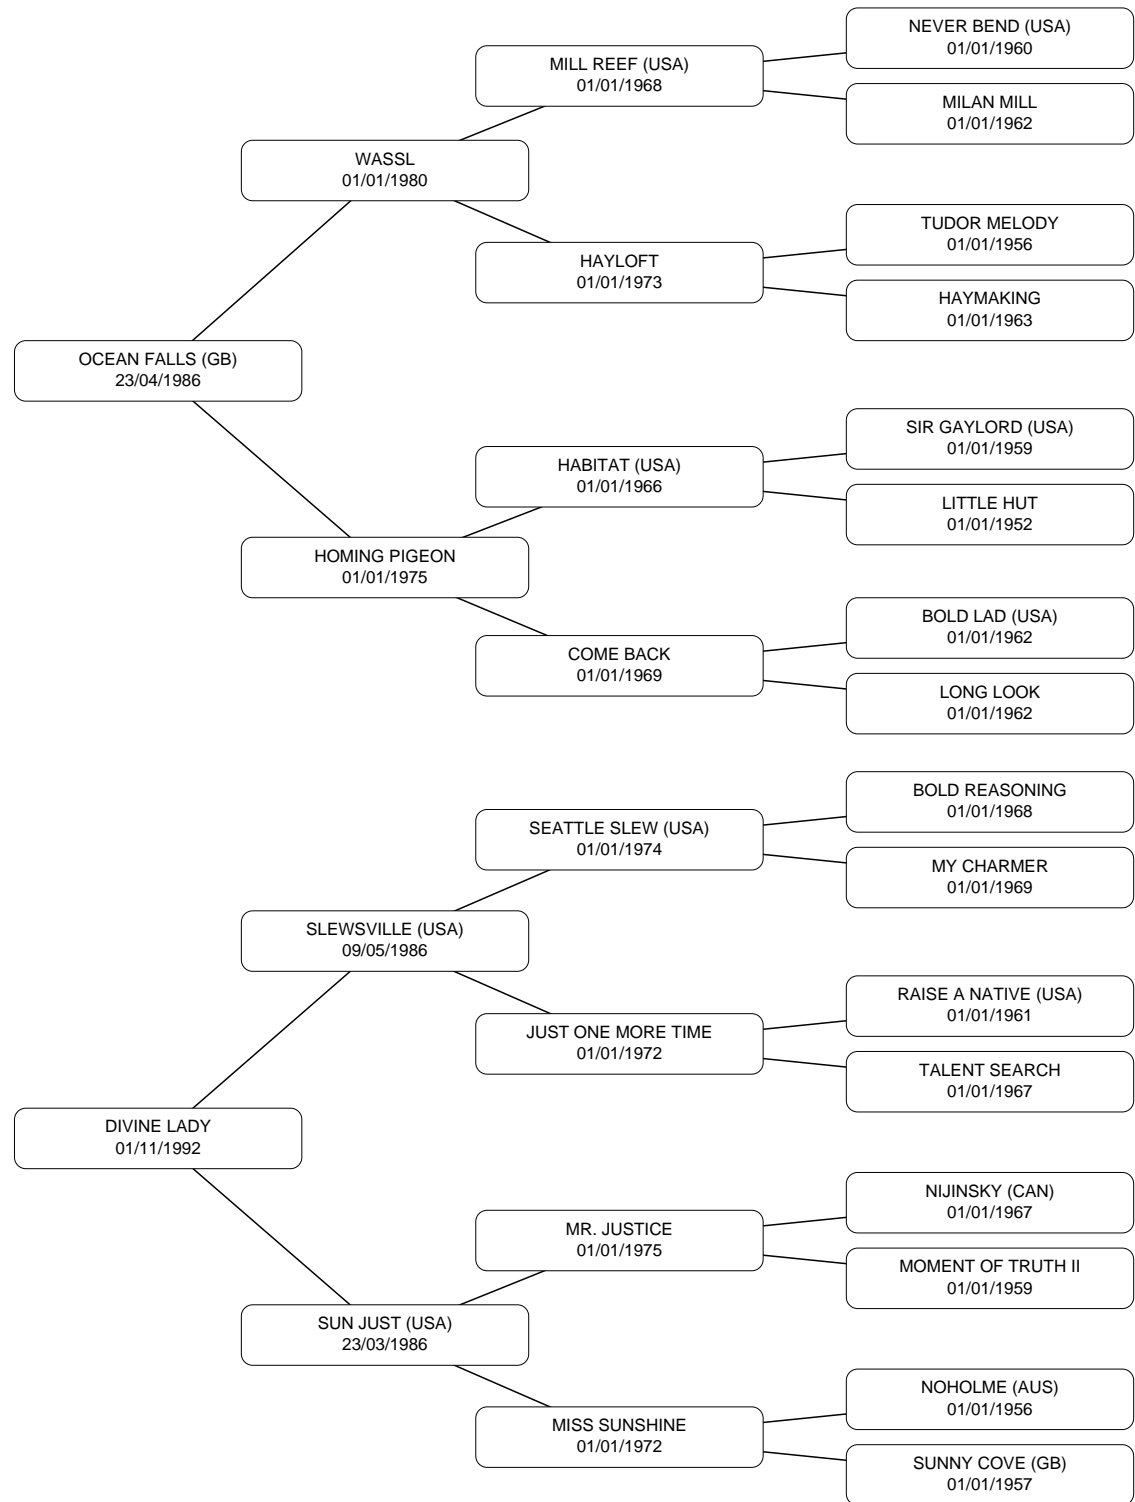 NEVER BEND (USA)
01/01/1960
MILL REEF (USA)
01/01/1968
MILAN MILL
01/01/1962
WASSL
01/01/1980
TUDOR MELODY
01/01/1956
HAYLOFT
01/01/1973
HAYMAKING
01/01/1963
OCEAN FALLS (GB)
23/04/1986
SIR GAYLORD (USA)
01/01/1959
HABITAT (USA)
01/01/1966
LITTLE HUT
01/01/1952
HOMING PIGEON
01/01/1975
BOLD LAD (USA)
01/01/1962
COME BACK
01/01/1969
LONG LOOK
01/01/1962
BOLD REASONING
01/01/1968
SEATTLE SLEW (USA)
01/01/1974
MY CHARMER
01/01/1969
SLEWSVILLE (USA)
09/05/1986
RAISE A NATIVE (USA)
01/01/1961
JUST ONE MORE TIME
01/01/1972
TALENT SEARCH
01/01/1967
DIVINE LADY
01/11/1992
NIJINSKY (CAN)
01/01/1967
MR. JUSTICE
01/01/1975
MOMENT OF TRUTH II
01/01/1959
SUN JUST (USA)
23/03/1986
NOHOLME (AUS)
01/01/1956
MISS SUNSHINE
01/01/1972
SUNNY COVE (GB)
01/01/1957